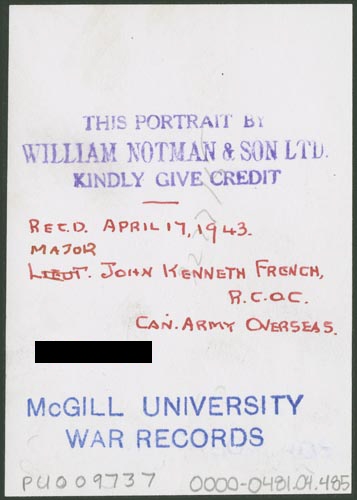 THIS PORTRAIT BY
WILLIAM NOTMAN & SON LTD.
KINDLY GIVE CREDIT
REC.D. APRIL 17, 1943.
MAJOR
LIEUT. JOHN KENNETH FRENCH,
R.C.O.C.
CAN. ARMY OVERSEAS.
McGILL UNIVERSITY
WAR RECORDS
PU009737
0000-0481.04.485